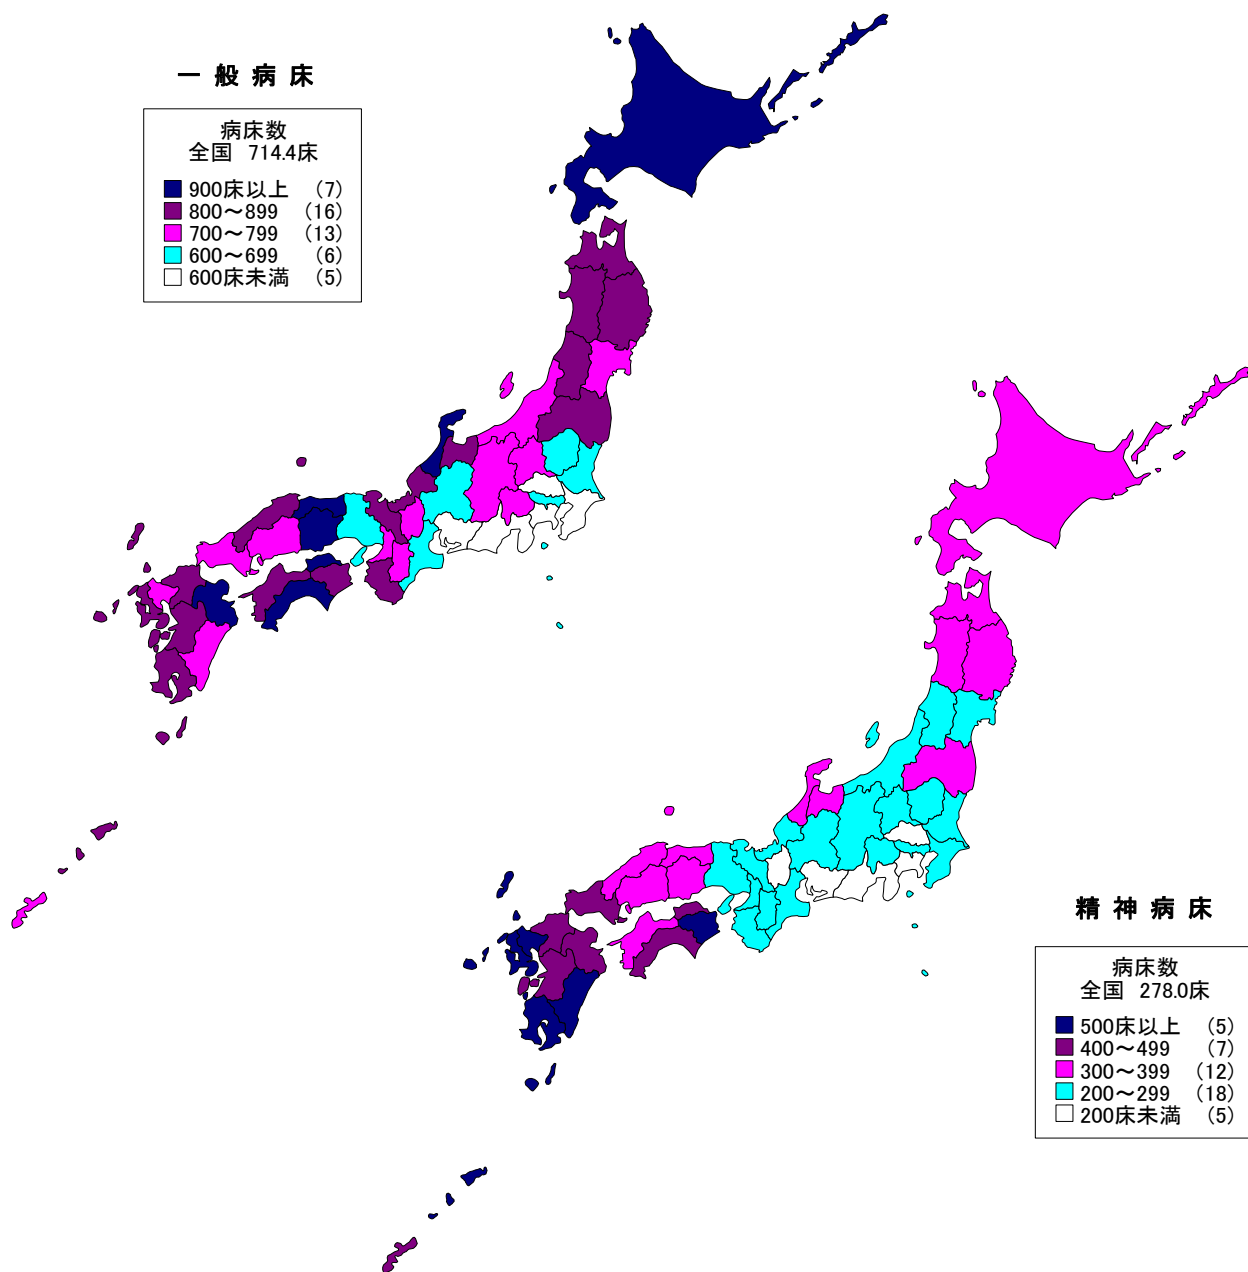 一 般 病 床
病床数
全国 714.4床
900床以上 (7)
800～899 (16)
700～799 (13)
600～699 (6)
600床未満 (5)
精 神 病 床
病床数
全国 278.0床
500床以上 (5)
400～499 (7)
300～399 (12)
200～299 (18)
200床未満 (5)